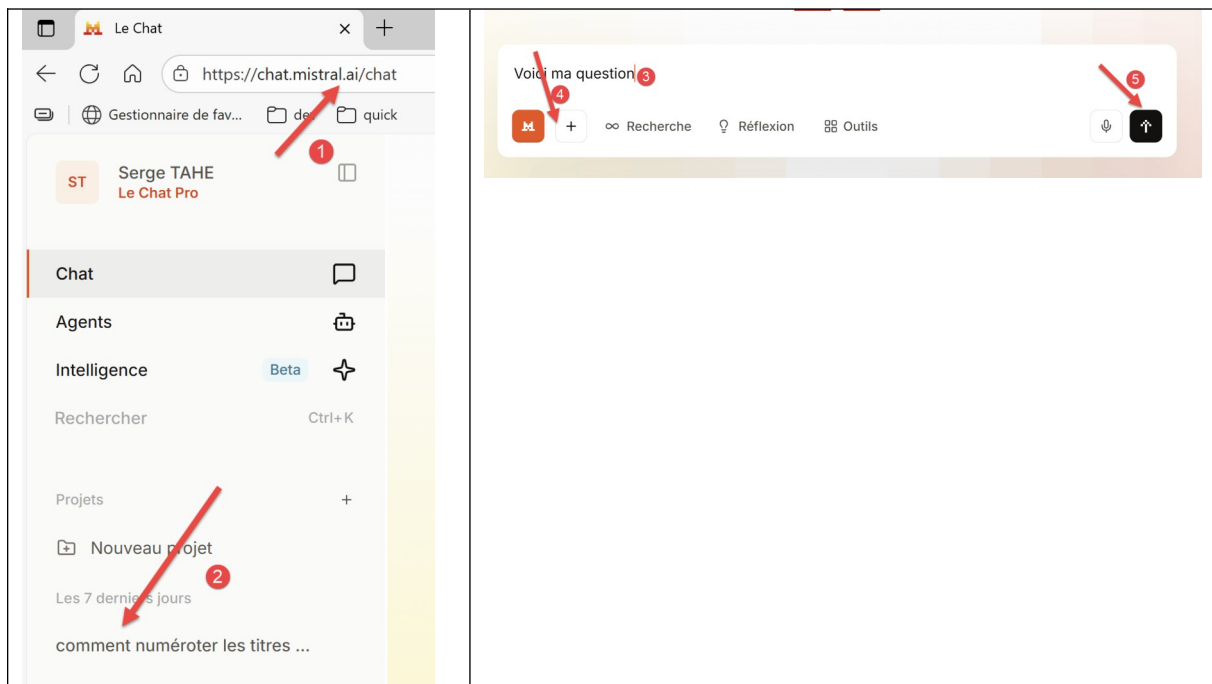 Le Chat
https://chat.mistral.ai/chat
Gestionnaire de fav...
de
quick
1
ST
Serge TAHE
Le Chat Pro
Chat
Agents
Intelligence
Beta
Rechercher
Ctrl+K
Projets
Nouveau projet
2
Les 7 derniers jours
comment numéroter les titres ...
Voici ma question
3
4
5
Recherche
Réflexion
Outils